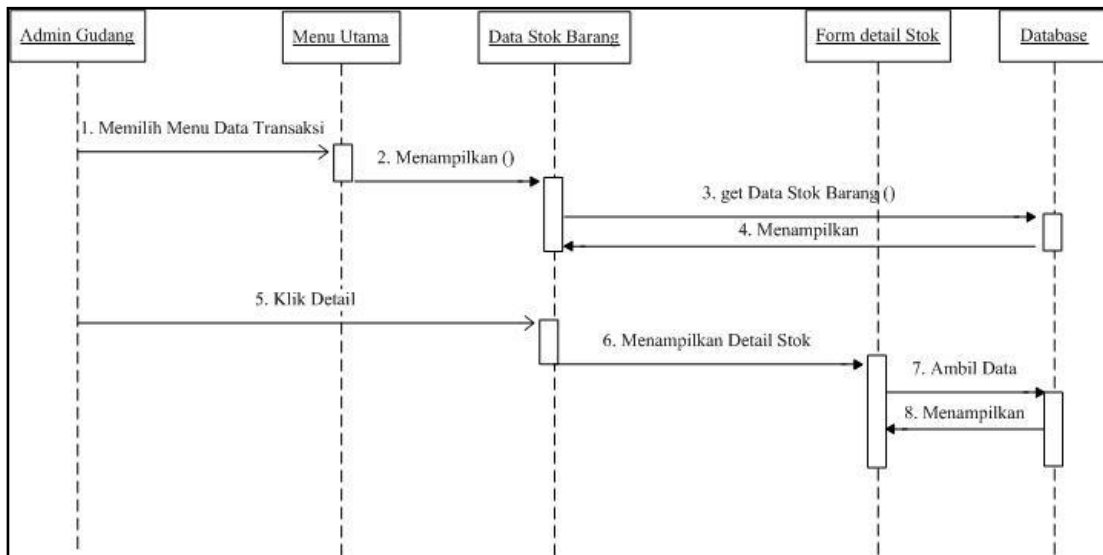 Admin Gudang
Menu Utama
Data Stok Barang
Form detail Stok
Database
1. Memilih Menu Data Transaksi
2. Menampilkan ()
3. get Data Stok Barang ()
4. Menampilkan
5. Klik Detail
6. Menampilkan Detail Stok
7. Ambil Data
8. Menampilkan